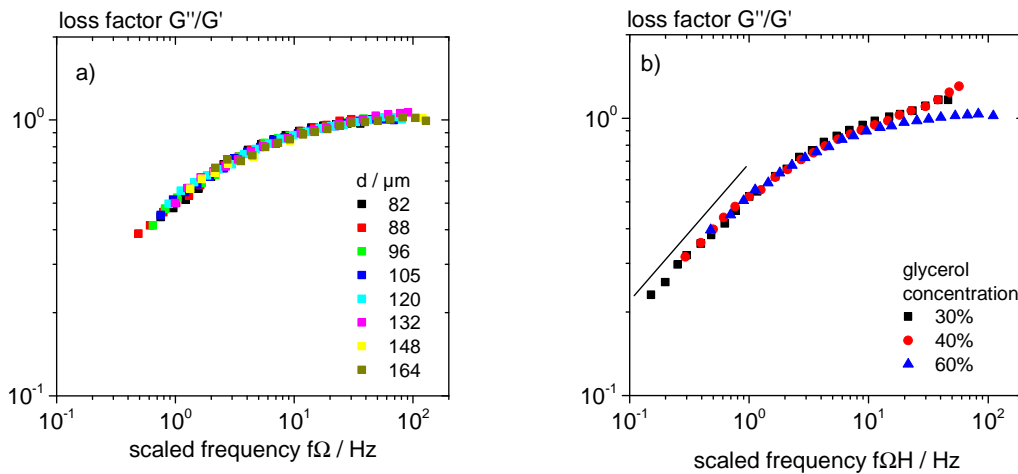 loss factor G''/G'
a)
10⁰
d / µm
82
88
96
105
120
132
148
164
10⁻¹
10⁻¹ 10⁰ 10¹ 10²
scaled frequency fΩ / Hz
loss factor G''/G'
b)
10⁰
glycerol
concentration
30%
40%
60%
10⁻¹
10⁻¹ 10⁰ 10¹ 10²
scaled frequency fΩH / Hz